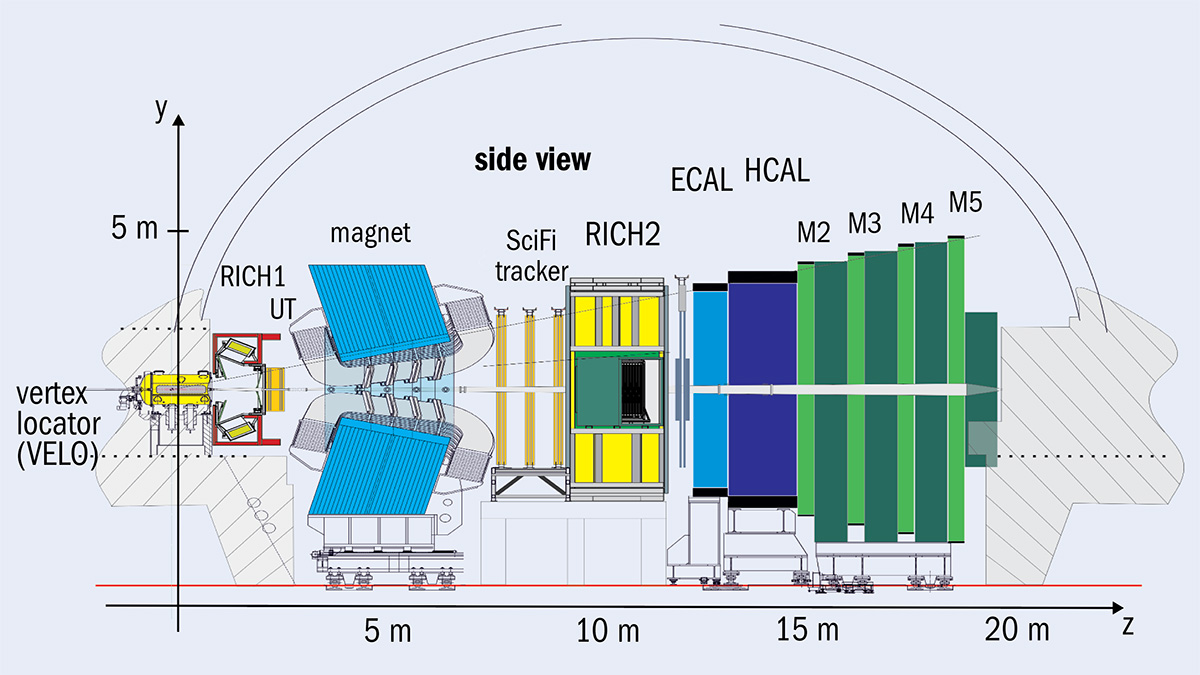 y
side view
ECAL
HCAL
5 m
magnet
SciFi
tracker
RICH2
M2
M3
M4
M5
RICH1
UT
vertex
locator
(VELO)
5 m
10 m
15 m
20 m
z